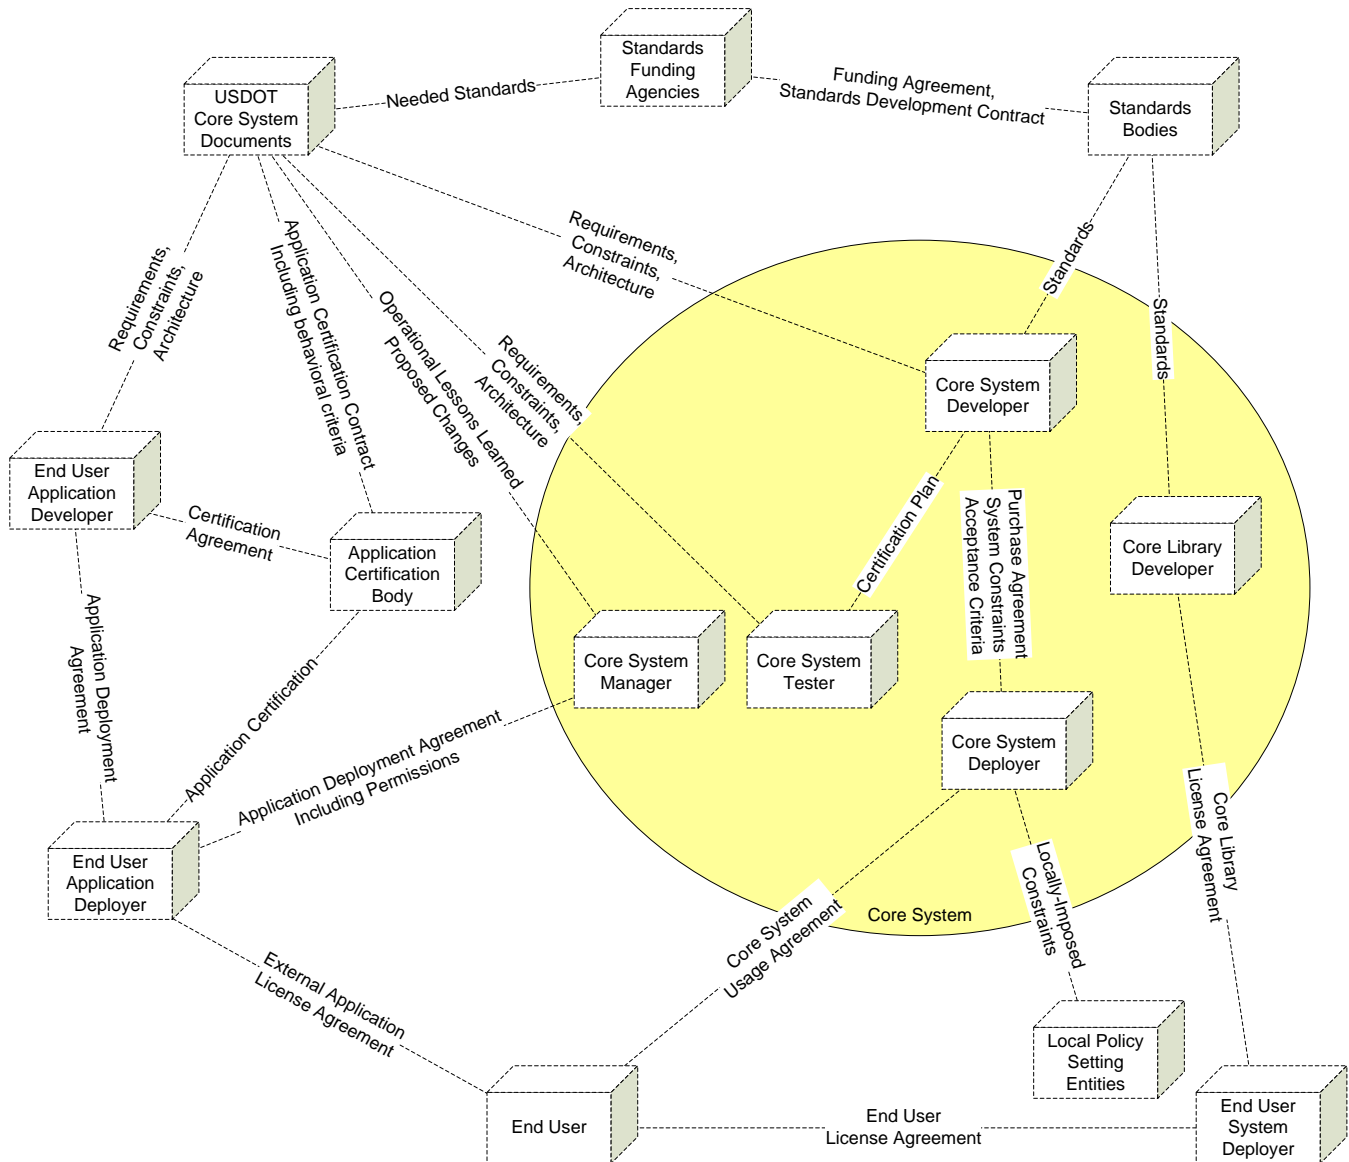 Standards
Funding
Agencies
USDOT
Core System
Documents
Needed Standards
Funding Agreement,
Standards Development Contract
Standards
Bodies
Requirements,
Constraints,
Architecture
Application Certification Contract
Including behavioral criteria
Operational Lessons Learned
Proposed Changes
Requirements,
Constraints,
Architecture
Requirements,
Constraints,
Architecture
Standards
Standards
Core System
Developer
End User
Application
Developer
Certification
Agreement
Application
Certification
Body
Certification Plan
Purchase Agreement
System Constraints
Acceptance Criteria
Core Library
Developer
Application Deployment
Agreement
Application Certification
Core System
Manager
Core System
Tester
Core System
Deployer
Application Deployment Agreement
Including Permissions
Core Library
License Agreement
End User
Application
Deployer
Locally-Imposed
Constraints
Core System
Core System
Usage Agreement
External Application
License Agreement
Local Policy
Setting
Entities
End User
End User
License Agreement
End User
System
Deployer